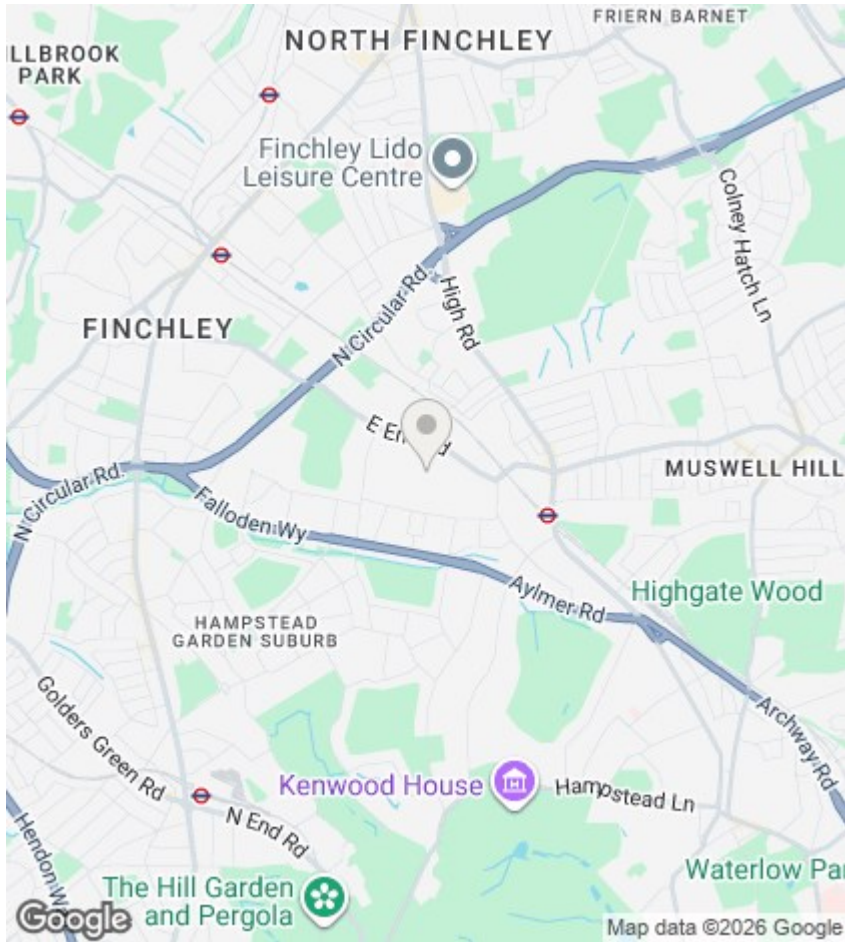 FRIERN BARNET
NORTH FINCHLEY
ILLBROOK
PARK
Finchley Lido
Leisure Centre
Colney Hatch Ln
N Circular Rd
High Rd
FINCHLEY
E En
d
MUSWELL HILL
N Circular Rd
Falloden Wy
Aylmer Rd
Highgate Wood
HAMPSTEAD
GARDEN SUBURB
Golders Green Rd
Archway Rd
Kenwood House
Hampstead Ln
N End Rd
Hendon W
Waterlow Par
The Hill Garden
and Pergola
Google
Map data ©2026 Google